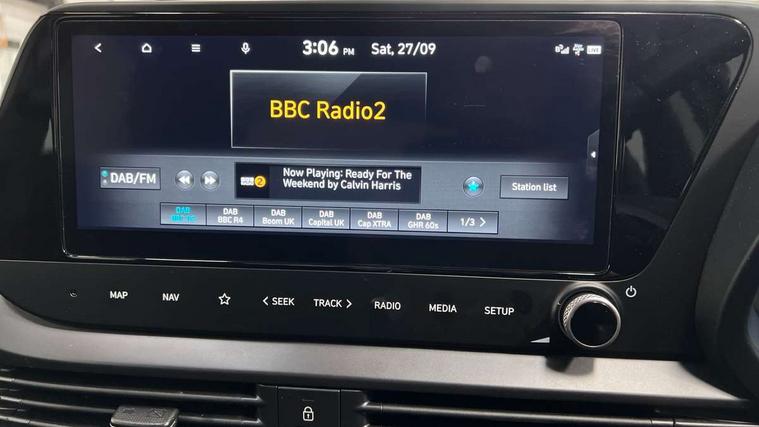 3:06 PM Sat, 27/09
LIVE
BBC Radio2
DAB/FM
2
Now Playing: Ready For The
Weekend by Calvin Harris
Station list
DAB
DAB
BBC R4
DAB
Boom UK
DAB
Capital UK
DAB
Cap XTRA
DAB
GHR 60s
1/3 >
MAP
NAV
< SEEK
TRACK >
RADIO
MEDIA
SETUP